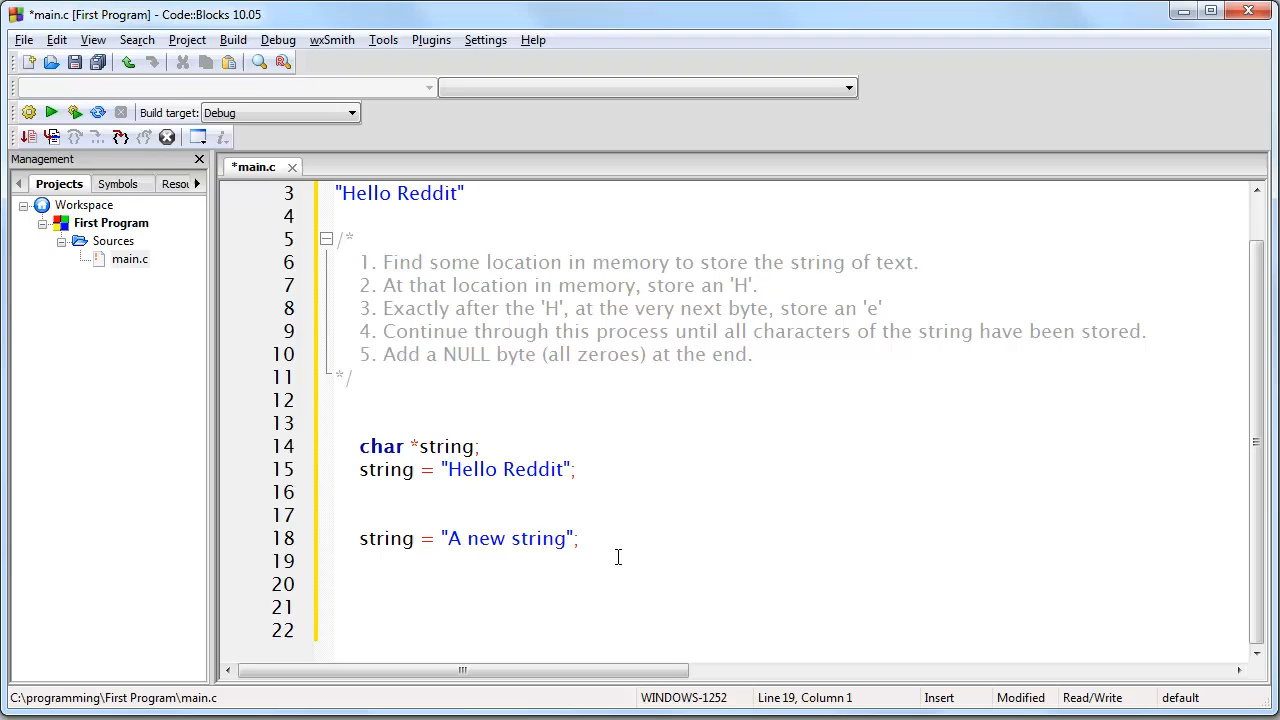 *main.c [First Program] - Code::Blocks 10.05
File Edit View Search Project Build Debug wxSmith Tools Plugins Settings Help
Build target: Debug
Management
*main.c
Projects Symbols Resou
Workspace
First Program
Sources
main.c
3 "Hello Reddit"
4
5 /*
6 1. Find some location in memory to store the string of text.
7 2. At that location in memory, store an 'H'.
8 3. Exactly after the 'H', at the very next byte, store an 'e'
9 4. Continue through this process until all characters of the string have been stored.
10 5. Add a NULL byte (all zeroes) at the end.
11 */
12
13
14 char *string;
15 string = "Hello Reddit";
16
17
18 string = "A new string";
19
20
21
22
C:\programming\First Program\main.c WINDOWS-1252 Line 19, Column 1 Insert Modified Read/Write default